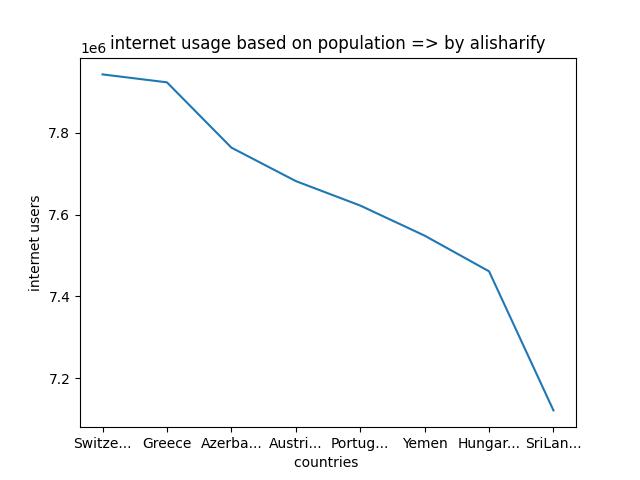 internet usage based on population => by alisharify
1e6
7.8
7.6
7.4
7.2
internet users
Switze... Greece Azerba... Austri... Portug... Yemen Hungar... SriLan...
countries